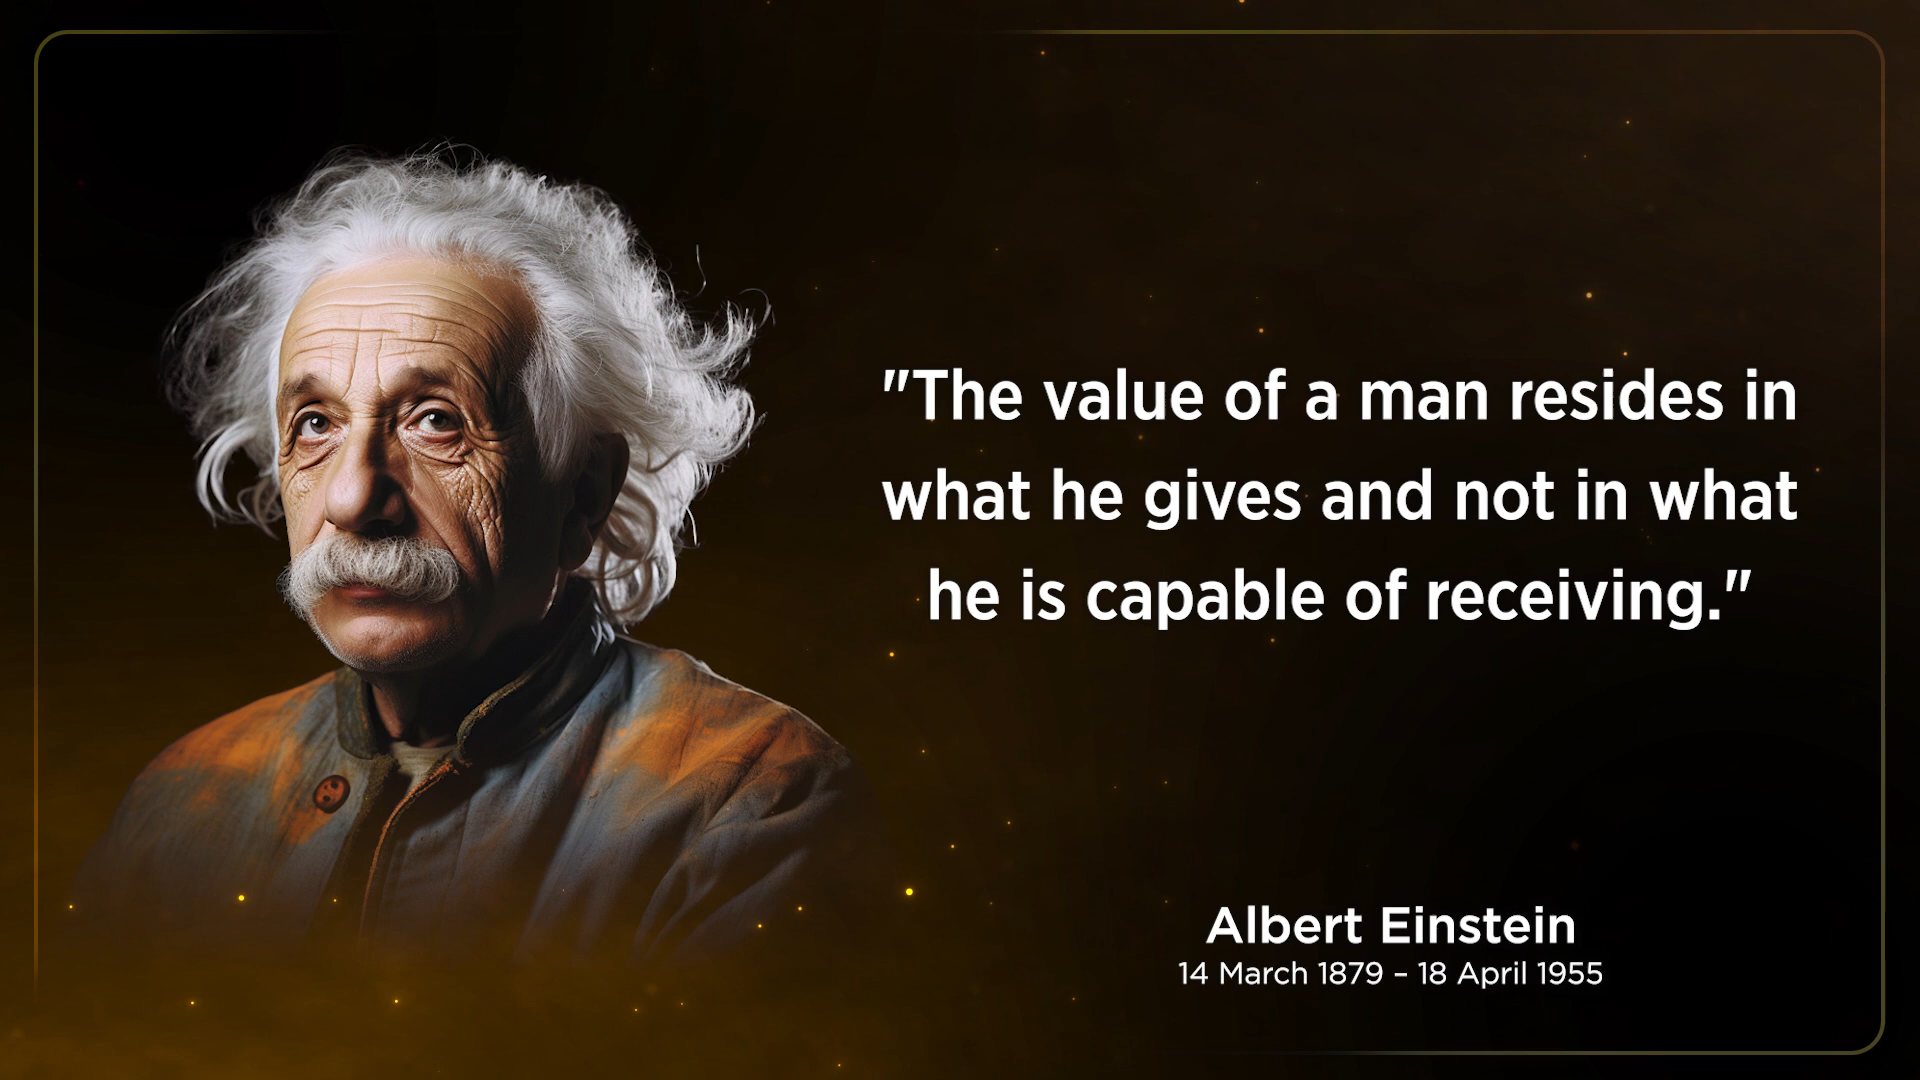 "The value of a man resides in
what he gives and not in what
he is capable of receiving."
Albert Einstein
14 March 1879 – 18 April 1955